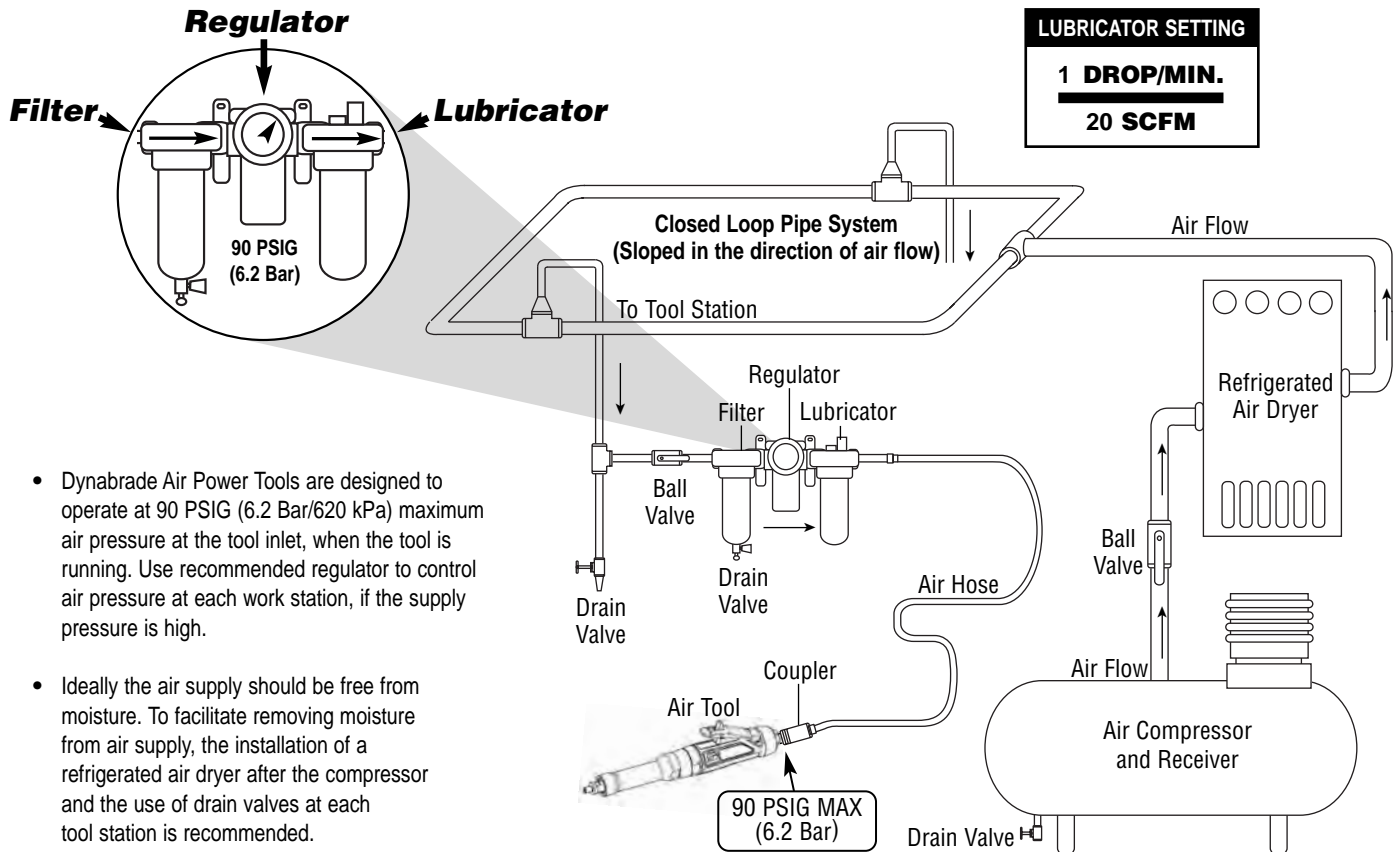 Regulator
Filter
Lubricator
90 PSIG
(6.2 Bar)
LUBRICATOR SETTING
1 DROP/MIN.
20 SCFM
Closed Loop Pipe System
(Sloped in the direction of air flow)
Air Flow
To Tool Station
Refrigerated
Air Dryer
Regulator
Filter
Lubricator
Ball
Valve
Drain
Valve
Drain
Valve
Air Hose
Ball
Valve
Air Flow
Coupler
Air Tool
90 PSIG MAX
(6.2 Bar)
Air Compressor
and Receiver
Drain Valve
• Dynabrade Air Power Tools are designed to
operate at 90 PSIG (6.2 Bar/620 kPa) maximum
air pressure at the tool inlet, when the tool is
running. Use recommended regulator to control
air pressure at each work station, if the supply
pressure is high.
• Ideally the air supply should be free from
moisture. To facilitate removing moisture
from air supply, the installation of a
refrigerated air dryer after the compressor
and the use of drain valves at each
tool station is recommended.